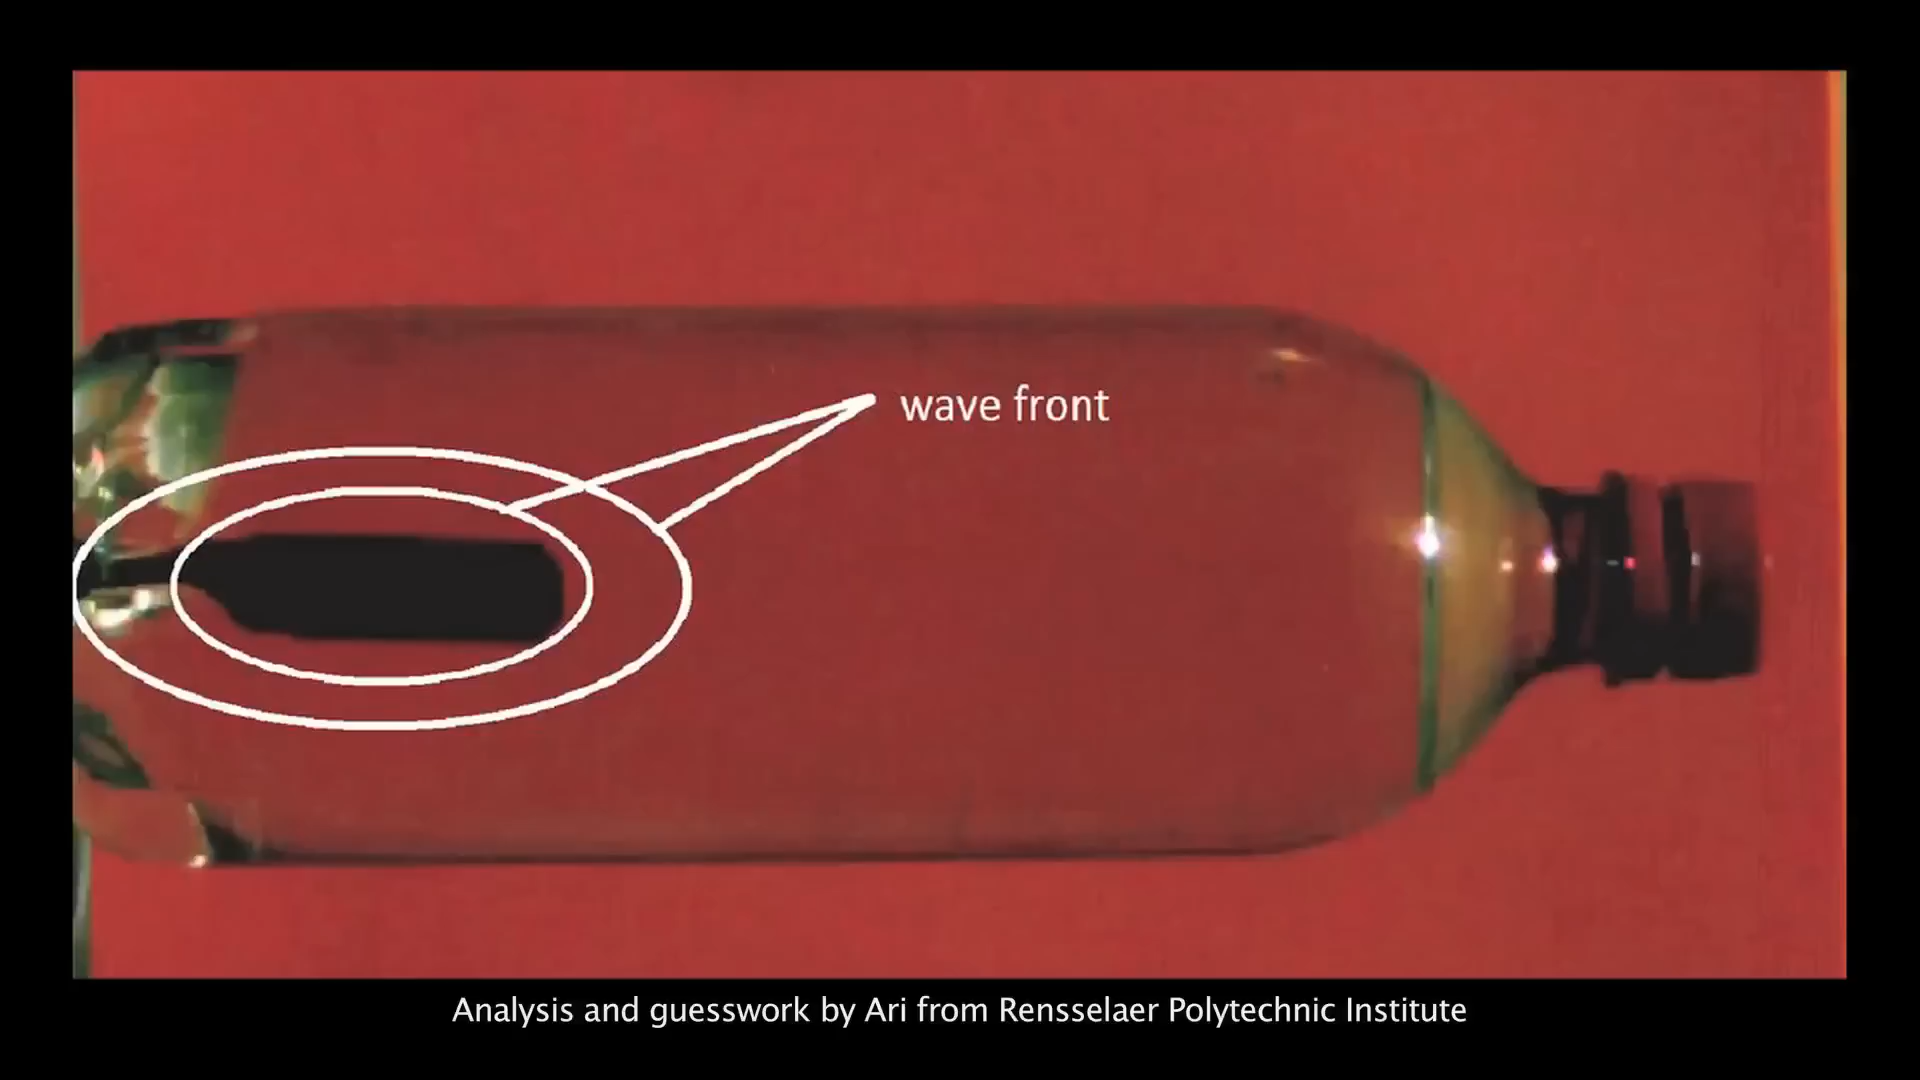 wave front
Analysis and guesswork by Ari from Rensselaer Polytechnic Institute